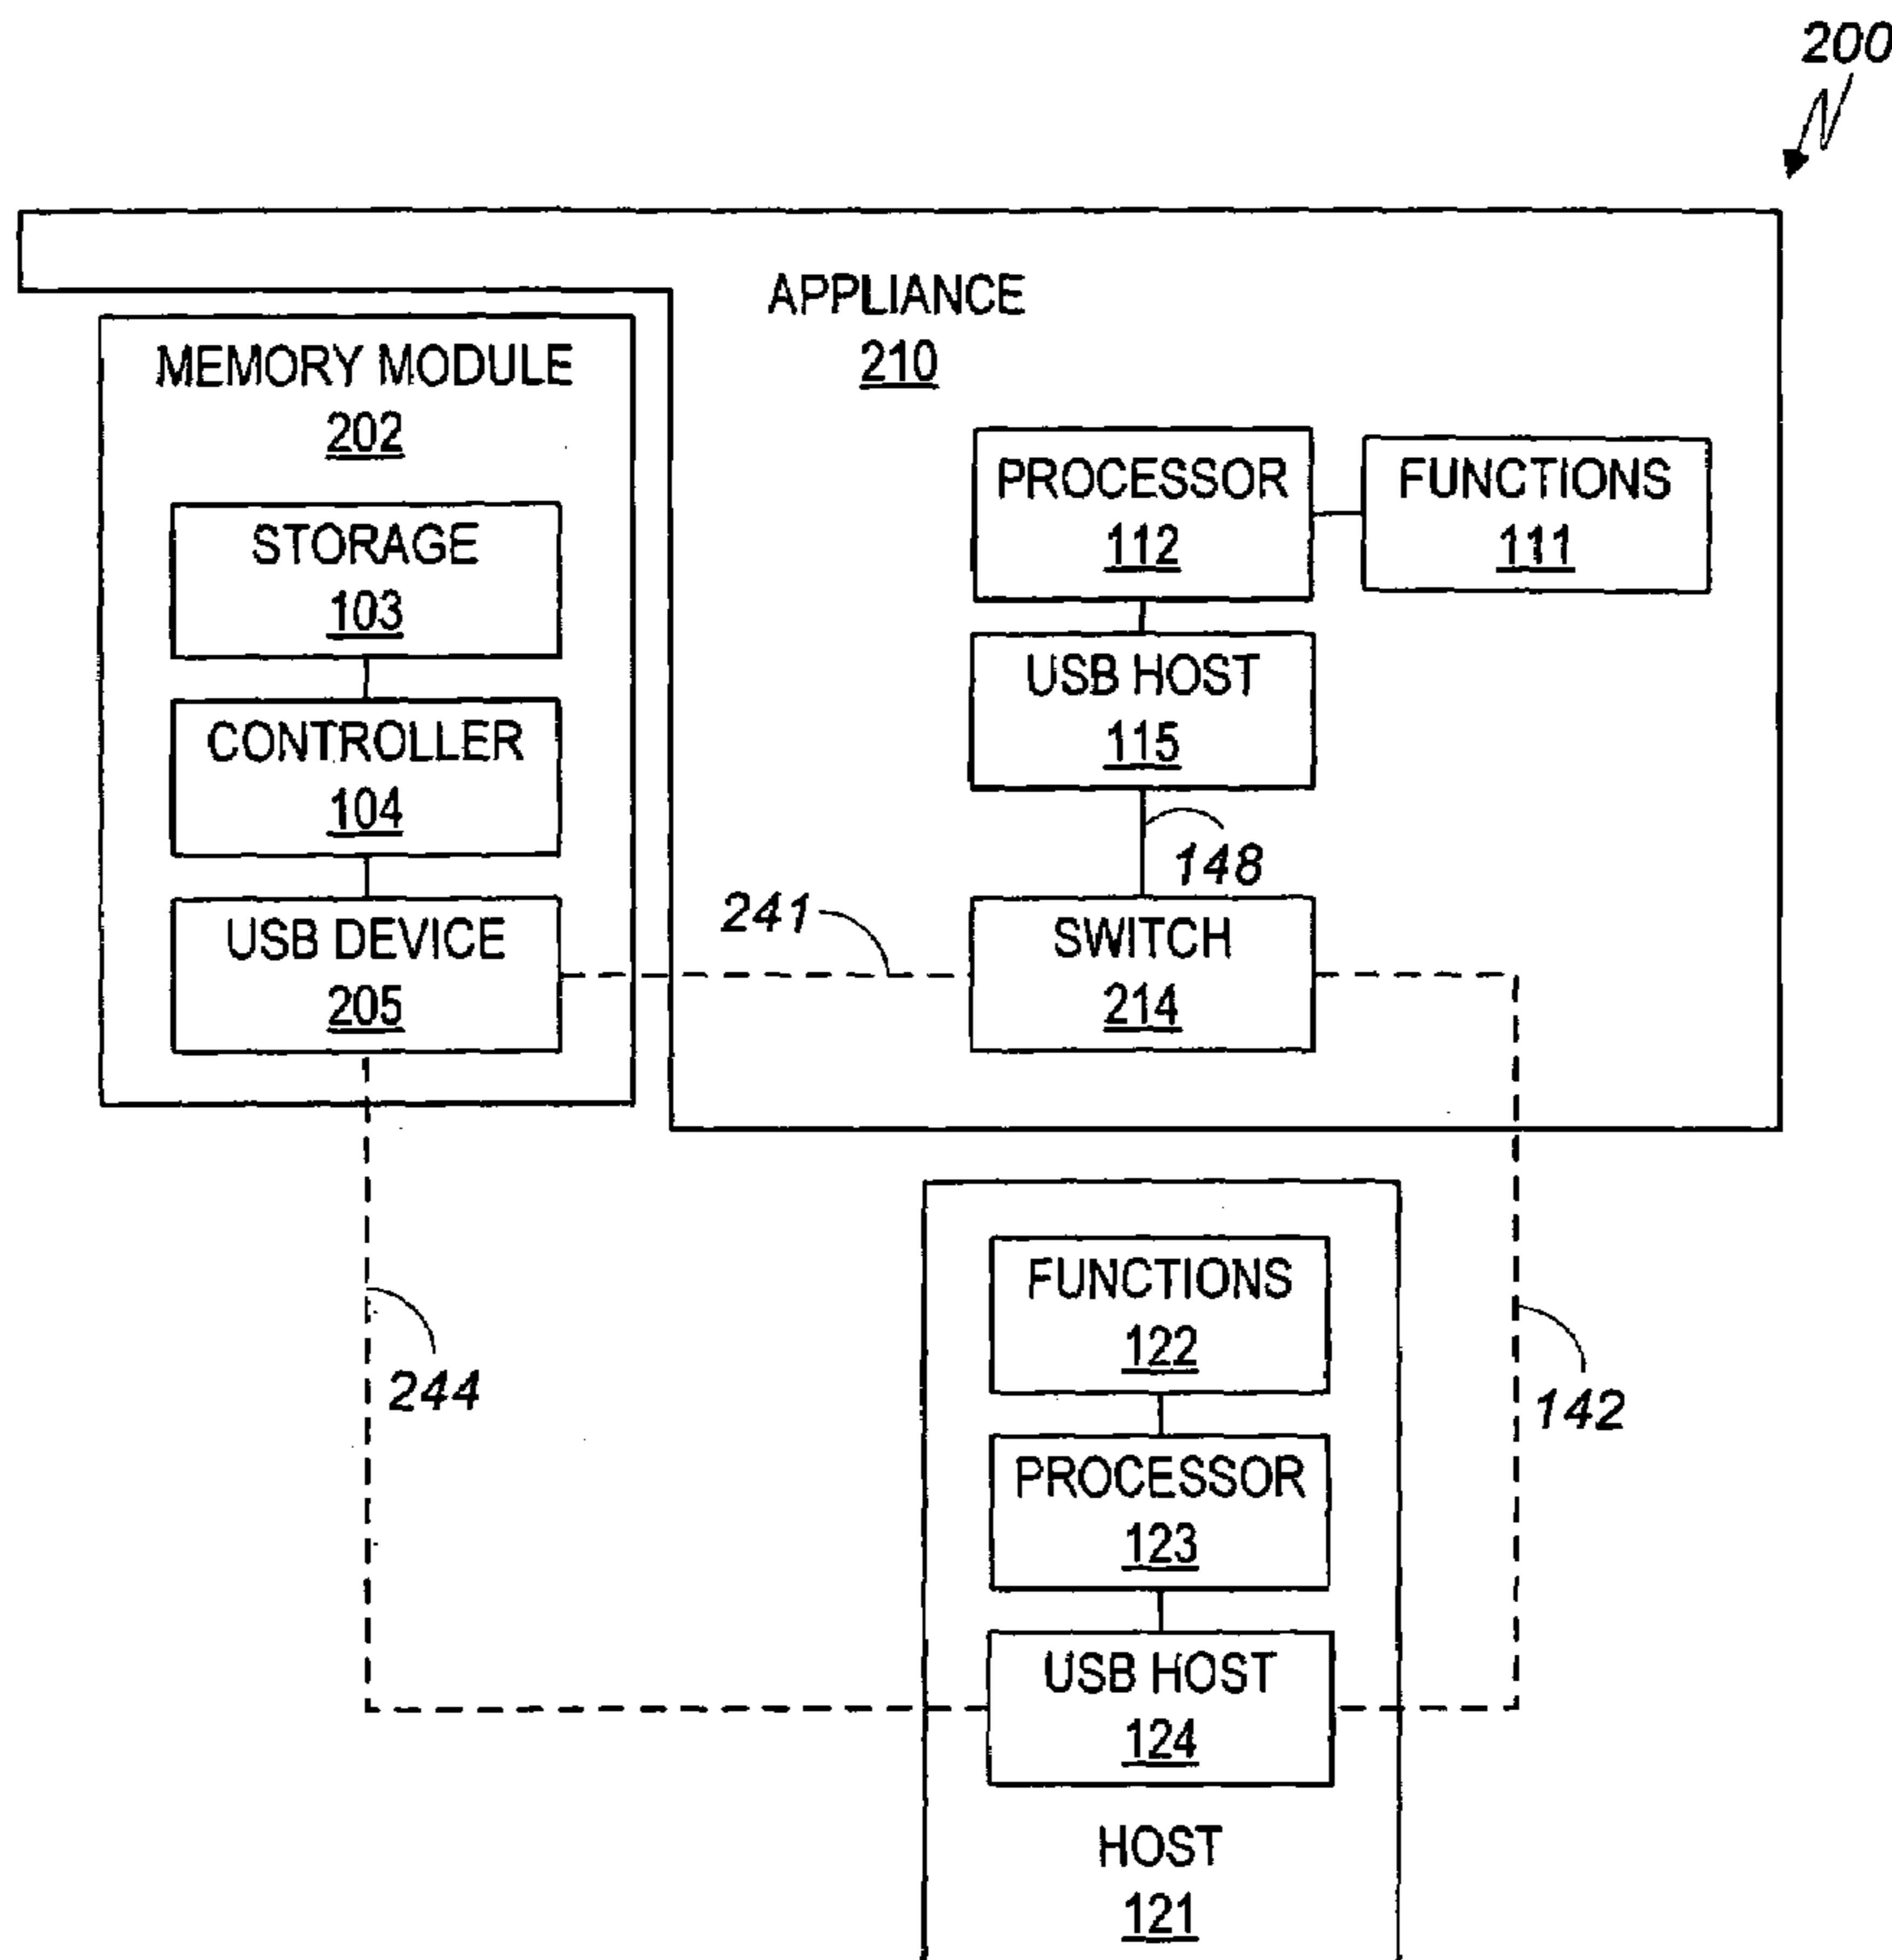 200
APPLIANCE
210
MEMORY MODULE
202
STORAGE
103
CONTROLLER
104
USB DEVICE
205
PROCESSOR
112
FUNCTIONS
111
USB HOST
115
148
241
SWITCH
214
244
142
FUNCTIONS
122
PROCESSOR
123
USB HOST
124
HOST
121